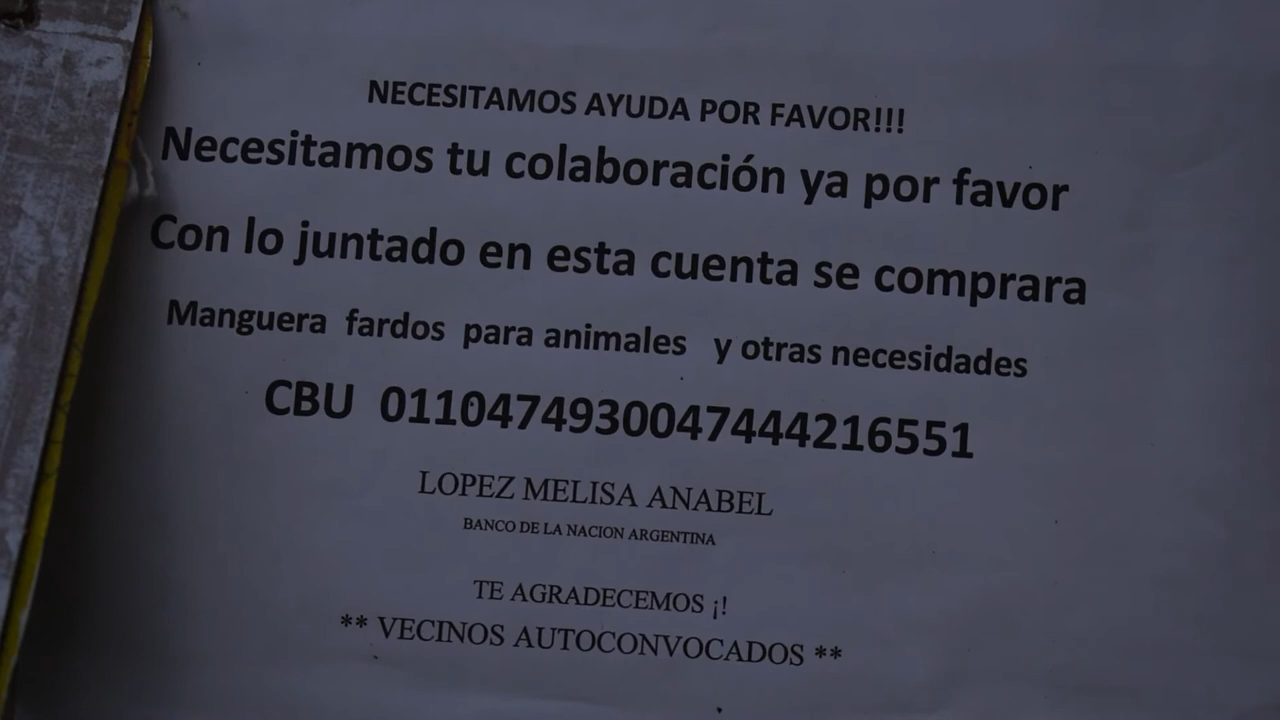 NECESITAMOS AYUDA POR FAVOR!!!
Necesitamos tu colaboración ya por favor
Con lo juntado en esta cuenta se comprara
Manguera fardos para animales y otras necesidades
CBU 0110474930047444216551
LOPEZ MELISA ANABEL
BANCO DE LA NACION ARGENTINA
TE AGRADECEMOS ¡!
** VECINOS AUTOCONVOCADOS **